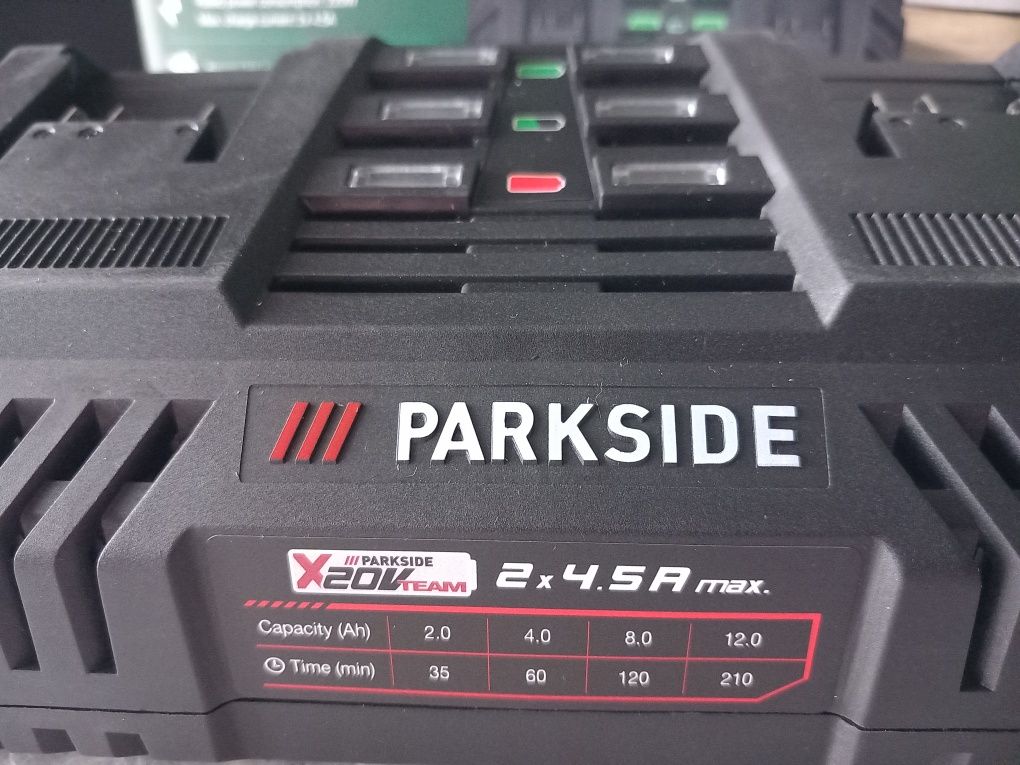 PARKSIDE
PARKSIDE
X20V TEAM
2 x 4.5A max.
Capacity (Ah) 2.0 4.0 8.0 12.0
Time (min) 35 60 120 210